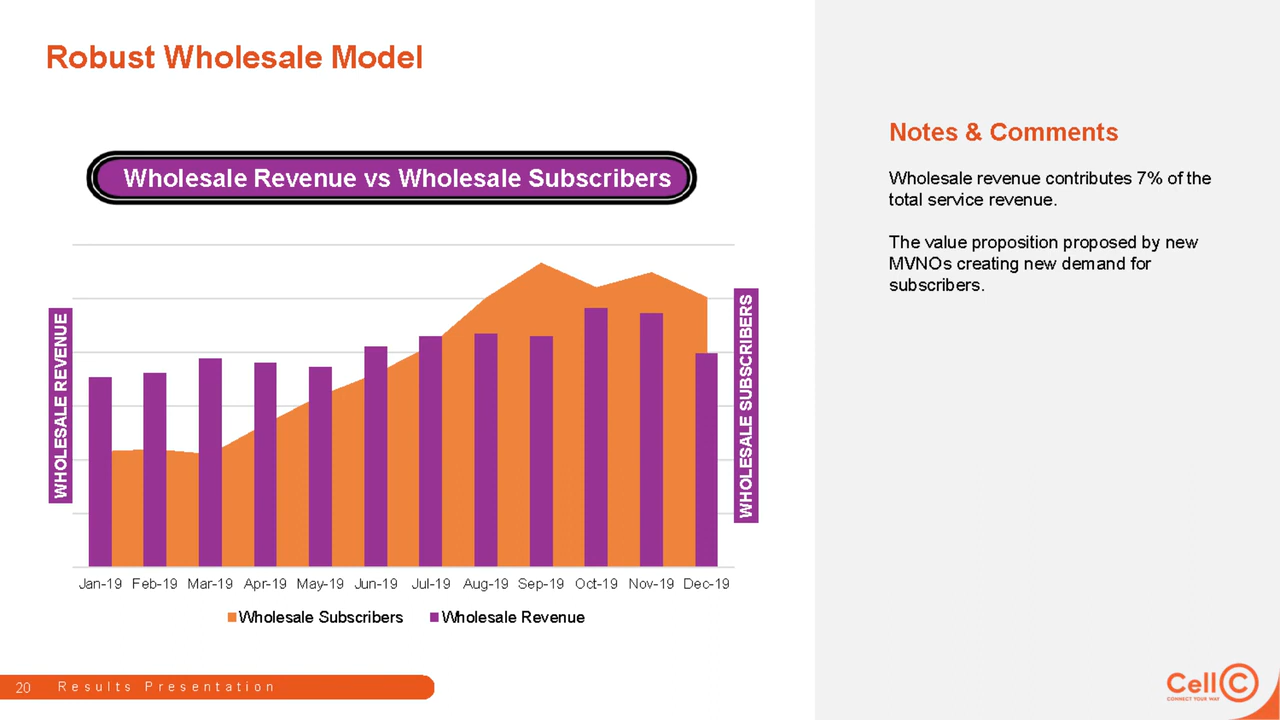 Robust Wholesale Model
Wholesale Revenue vs Wholesale Subscribers
WHOLESALE REVENUE
WHOLESALE SUBSCRIBERS
Jan-19 Feb-19 Mar-19 Apr-19 May-19 Jun-19 Jul-19 Aug-19 Sep-19 Oct-19 Nov-19 Dec-19
Wholesale Subscribers Wholesale Revenue
Notes & Comments
Wholesale revenue contributes 7% of the
total service revenue.
The value proposition proposed by new
MVNOs creating new demand for
subscribers.
20 Results Presentation
Cell C
CONNECT YOUR WAY